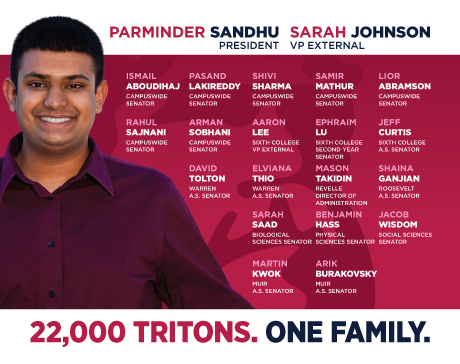 PARMINDER SANDHU SARAH JOHNSON
PRESIDENT VP EXTERNAL
ISMAIL PASAND SHIVI SAMIR LIOR
ABOUDIHAJ LAKIREDDY SHARMA MATHUR ABRAMSON
CAMPUSWIDE CAMPUSWIDE CAMPUSWIDE CAMPUSWIDE CAMPUSWIDE
SENATOR SENATOR SENATOR SENATOR SENATOR
RAHUL ARMAN AARON EPHRAIM JEFF
SAJNANI SOBHANI LEE LU CURTIS
CAMPUSWIDE CAMPUSWIDE SIXTH COLLEGE SIXTH COLLEGE SIXTH COLLEGE
SENATOR SENATOR VP EXTERNAL SECOND YEAR A.S. SENATOR
SENATOR
DAVID ELVIANA MASON SHAINA
TOLTON THIO TAKIDIN GANJIAN
WARREN WARREN REVELLE ROOSEVELT
A.S. SENATOR A.S. SENATOR DIRECTOR OF A.S. SENATOR
ADMINISTRATION
SARAH BENJAMIN JACOB
SAAD HASS WISDOM
BIOLOGICAL PHYSICAL SOCIAL SCIENCES
SCIENCES SENATOR SCIENCES SENATOR SENATOR
MARTIN ARIK
KWOK BURAKOVSKY
MUIR MUIR
A.S. SENATOR A.S. SENATOR
22,000 TRITONS. ONE FAMILY.